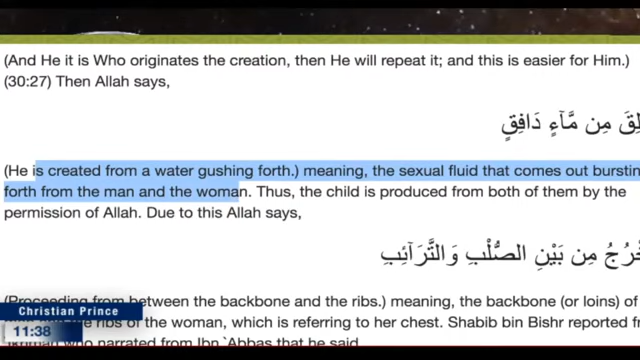 (And He it is Who originates the creation, then He will repeat it; and this is easier for Him.)
(30:27) Then Allah says,
مِن مَّآءٍ دَافِقٍ
(He is created from a water gushing forth.) meaning, the sexual fluid that comes out
forth from the man and the woman. Thus, the child is produced from both of them by the
permission of Allah. Due to this Allah says,
مِن بَيْنِ الصُّلْبِ وَالتَّرَآئِبِ
(Proceeding from between the backbone and the ribs.) meaning, the backbone (or loins) of
the ribs of the woman, which is referring to her chest. Shabib bin Bishr reported
who narrated from Ibn `Abbas that he said
Christian Prince
11:38